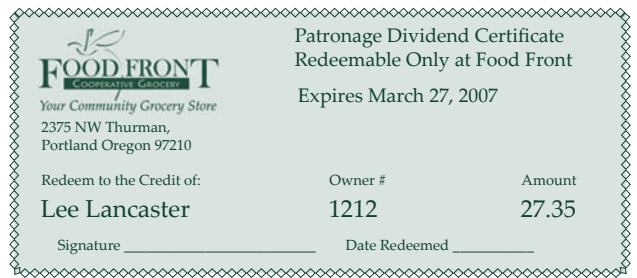 FOOD FRONT
COOPERATIVE GROCERY
Your Community Grocery Store
2375 NW Thurman,
Portland Oregon 97210
Patronage Dividend Certificate
Redeemable Only at Food Front
Expires March 27, 2007
Redeem to the Credit of: Owner # Amount
Lee Lancaster 1212 27.35
Signature ______________________ Date Redeemed __________